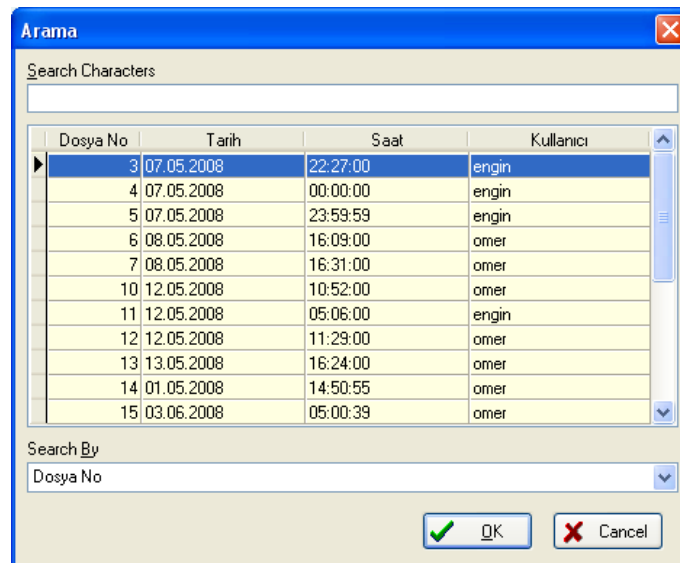 Arama
Search Characters
Dosya No Tarih Saat Kullanıcı
3 07.05.2008 22:27:00 engin
4 07.05.2008 00:00:00 engin
5 07.05.2008 23:59:59 engin
6 08.05.2008 16:09:00 omer
7 08.05.2008 16:31:00 omer
10 12.05.2008 10:52:00 omer
11 12.05.2008 05:06:00 engin
12 12.05.2008 11:29:00 omer
13 13.05.2008 16:24:00 omer
14 01.05.2008 14:50:55 omer
15 03.06.2008 05:00:39 omer
Search By
Dosya No
OK Cancel